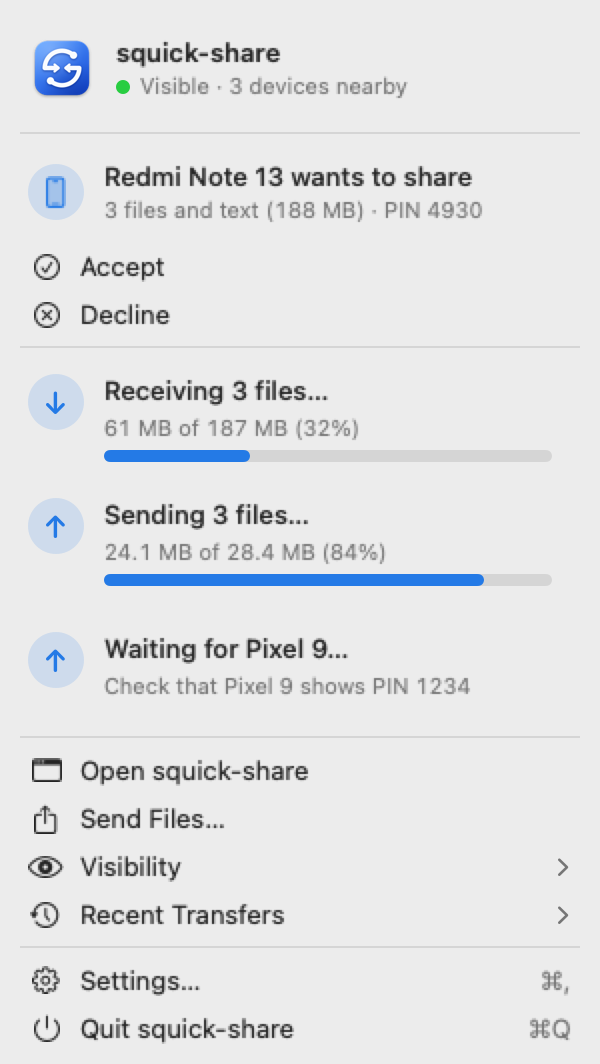 squick-share
Visible · 3 devices nearby
Redmi Note 13 wants to share
3 files and text (188 MB) · PIN 4930
Accept
Decline
Receiving 3 files...
61 MB of 187 MB (32%)
Sending 3 files...
24.1 MB of 28.4 MB (84%)
Waiting for Pixel 9...
Check that Pixel 9 shows PIN 1234
Open squick-share
Send Files...
Visibility
Recent Transfers
Settings... ⌘,
Quit squick-share ⌘Q